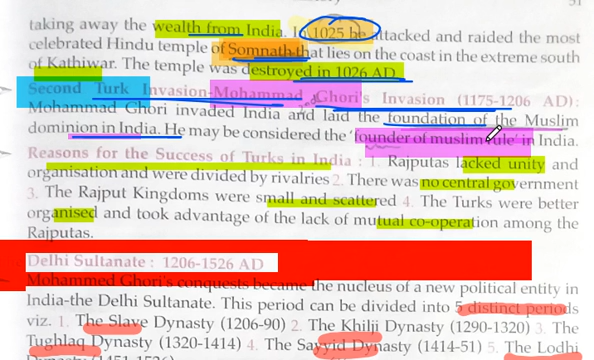 taking away the wealth from India. In 1025 he attacked and raided the most
celebrated Hindu temple of Somnath that lies on the coast in the extreme south
of Kathiwar. The temple was destroyed in 1026 AD.
Second Turk Invasion-Mohammad Ghori's Invasion (1175-1206 AD):
Mohammad Ghori invaded India and laid the foundation of the Muslim
dominion in India. He may be considered the 'founder of muslim rule' in India.
Reasons for the Success of Turks in India : 1. Rajputas lacked unity and
organisation and were divided by rivalries 2. There was no central government
3. The Rajput Kingdoms were small and scattered 4. The Turks were better
organised and took advantage of the lack of mutual co-operation among the
Rajputas.
Delhi Sultanate : 1206-1526 AD
Mohammed Ghori's conquests became the nucleus of a new political entity in
India-the Delhi Sultanate. This period can be divided into 5 distinct periods
viz. 1. The Slave Dynasty (1206-90) 2. The Khilji Dynasty (1290-1320) 3. The
Tughlaq Dynasty (1320-1414) 4. The Sayyid Dynasty (1414-51) 5. The Lodhi